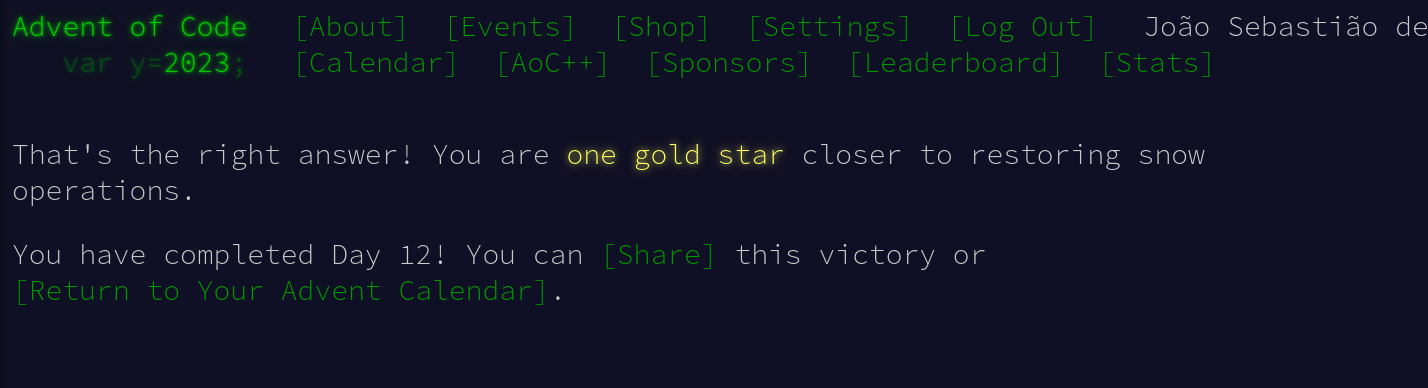 Advent of Code [About] [Events] [Shop] [Settings] [Log Out] João Sebastião de
var y=2023; [Calendar] [AoC++] [Sponsors] [Leaderboard] [Stats]
That's the right answer! You are one gold star closer to restoring snow
operations.
You have completed Day 12! You can [Share] this victory or
[Return to Your Advent Calendar].